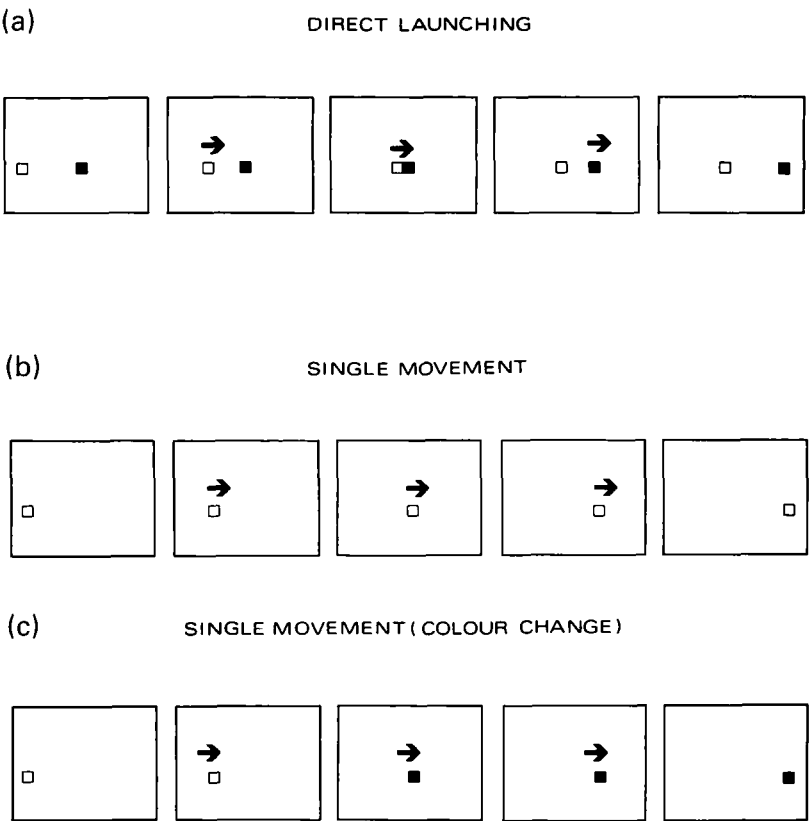 (a) DIRECT LAUNCHING
(b) SINGLE MOVEMENT
(c) SINGLE MOVEMENT (COLOUR CHANGE)